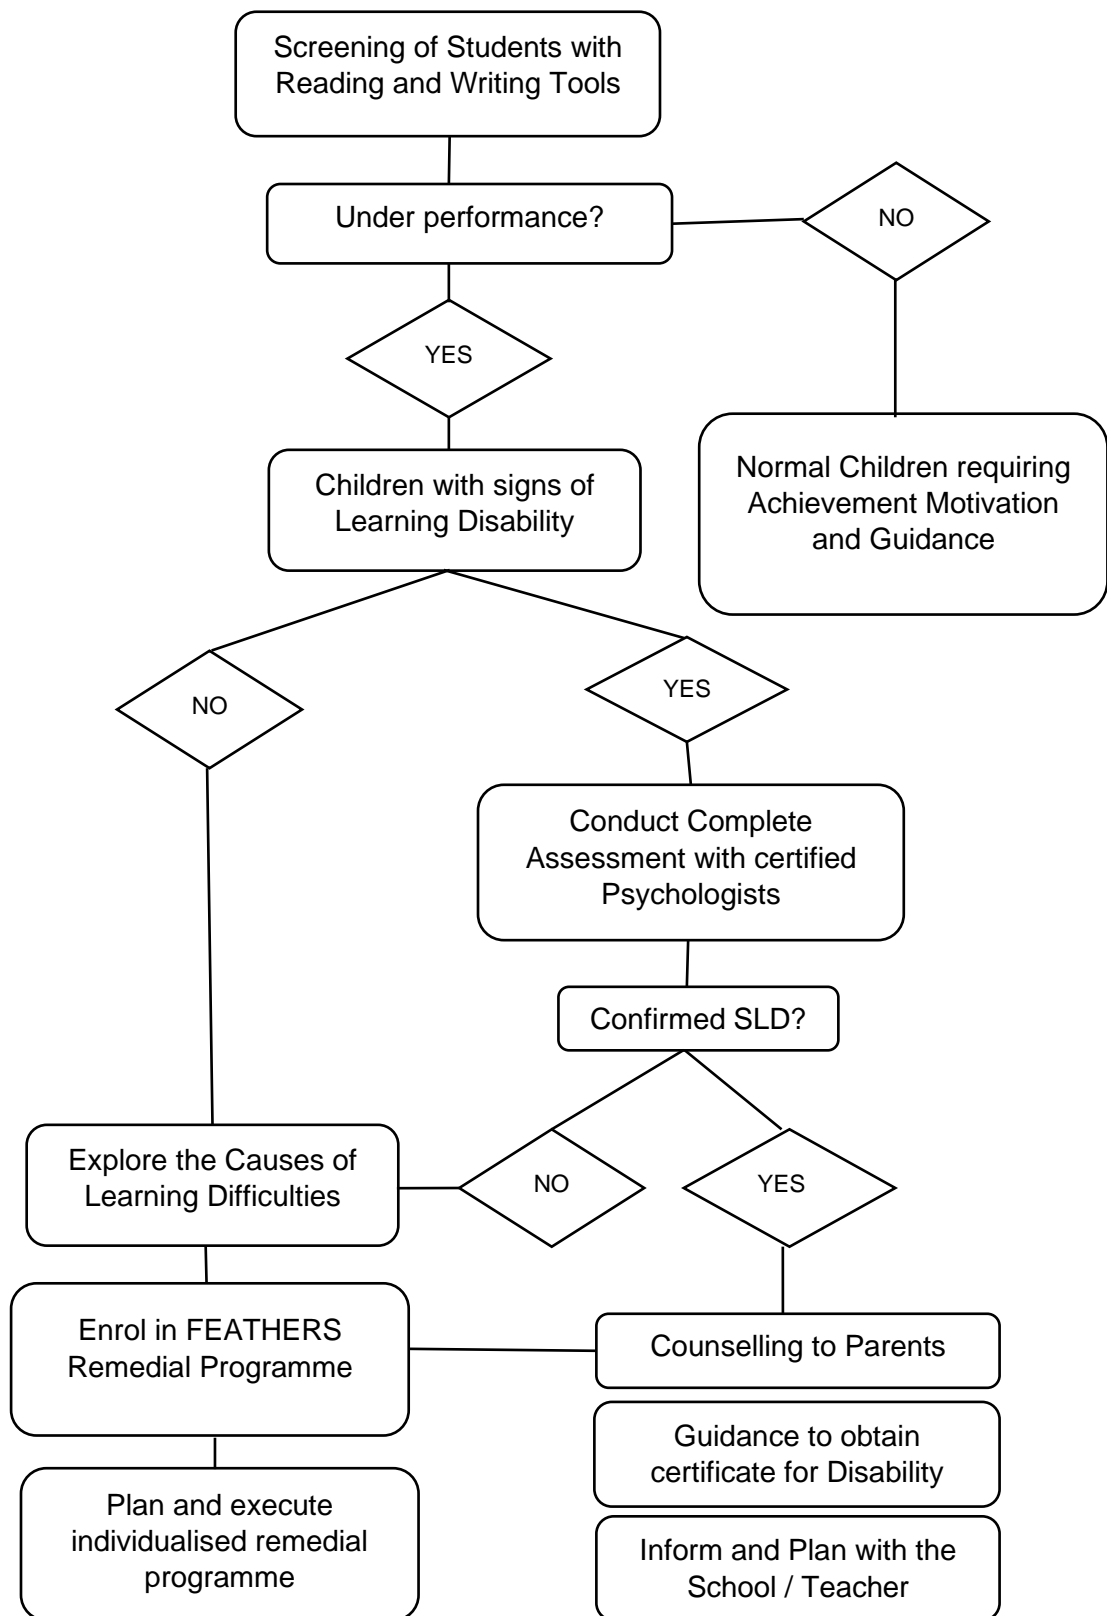 Screening of Students with
Reading and Writing Tools
Under performance?
NO
YES
Children with signs of
Learning Disability
Normal Children requiring
Achievement Motivation
and Guidance
NO
YES
Conduct Complete
Assessment with certified
Psychologists
Confirmed SLD?
Explore the Causes of
Learning Difficulties
NO
YES
Enrol in FEATHERS
Remedial Programme
Counselling to Parents
Guidance to obtain
certificate for Disability
Plan and execute
individualised remedial
programme
Inform and Plan with the
School / Teacher